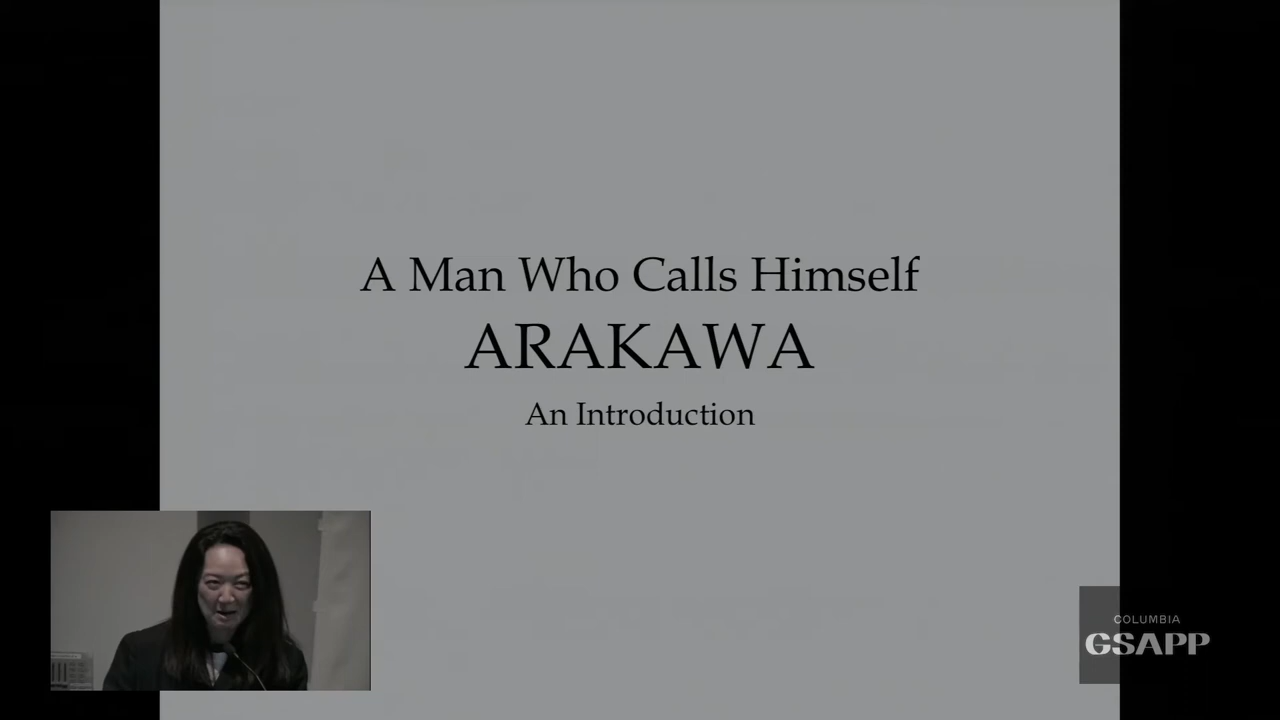 A Man Who Calls Himself
ARAKAWA
An Introduction
COLUMBIA
GSAPP